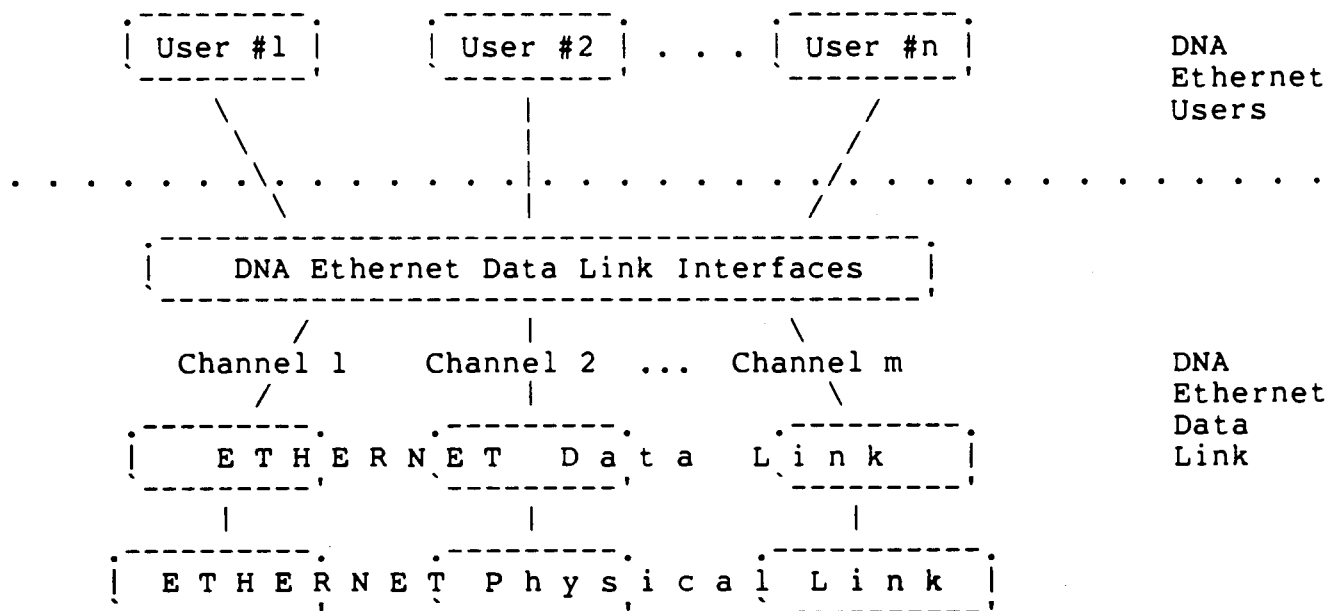 User #1 User #2 . . . User #n DNA
Ethernet
Users
DNA Ethernet Data Link Interfaces
Channel 1 Channel 2 ... Channel m DNA
Ethernet
Data
E T H E R N E T D a t a L i n k Link
E T H E R N E T P h y s i c a l L i n k